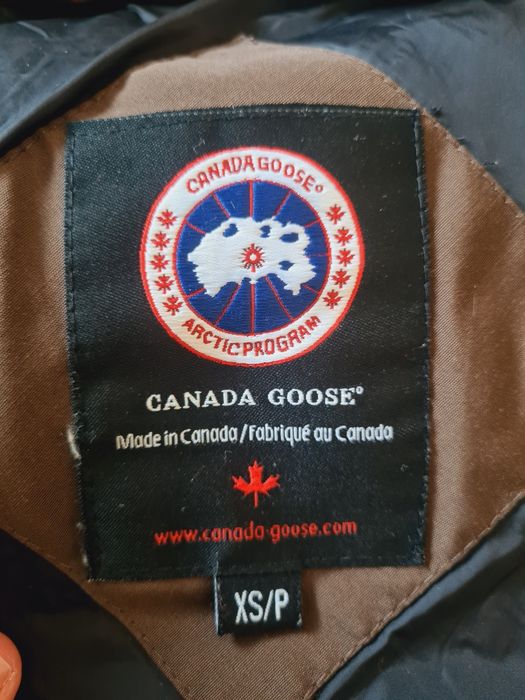 CANADA GOOSE®
ARCTIC PROGRAM
CANADA GOOSE®
Made in Canada/Fabriqué au Canada
www.canada-goose.com
XS/P